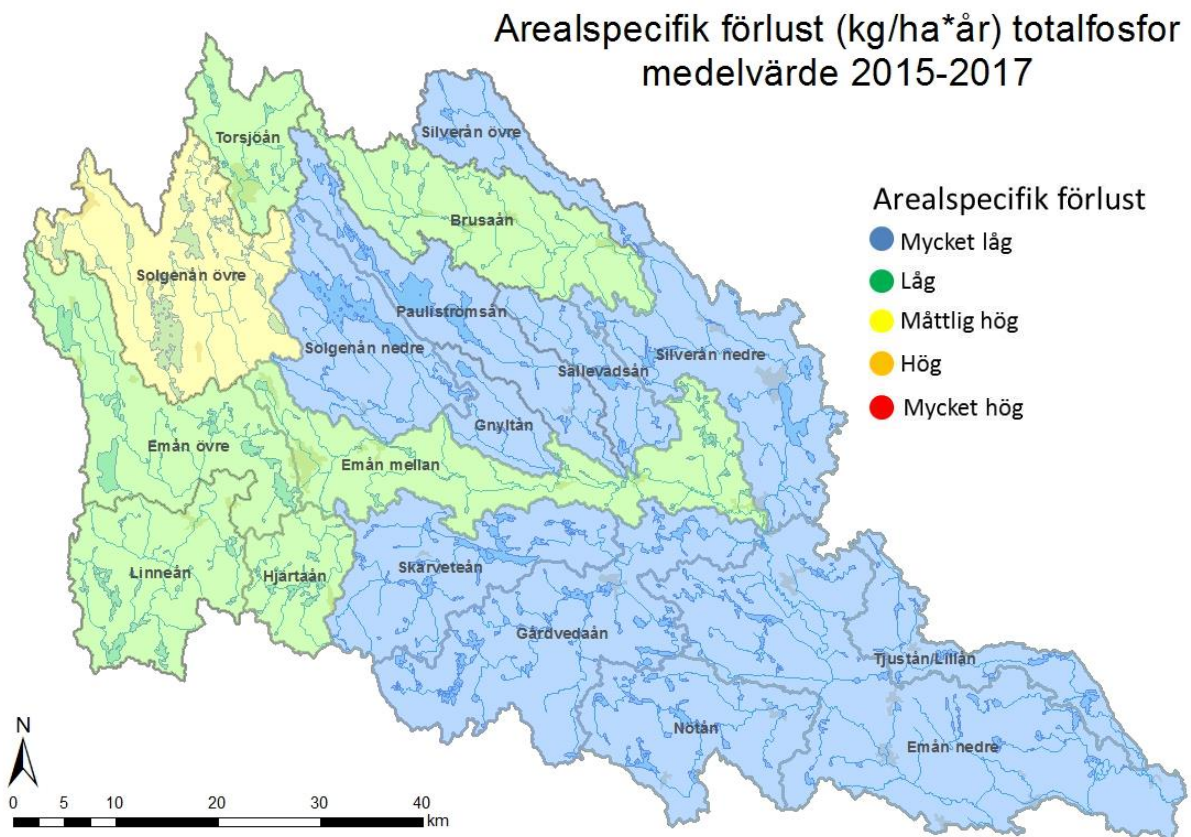 Arealspecifik förlust (kg/ha*år) totalfosfor
medelvärde 2015-2017
Silverån övre
Torsjöån
Brusaån
Arealspecifik förlust
Mycket låg
Låg
Måttlig hög
Hög
Mycket hög
Solgenån övre
Pauliströmsån
Solgenån nedre
Silverån nedre
Sällevadsån
Gnyltån
Emån övre
Emån mellan
Linneån
Hjärtaån
Skärveteån
Gårdvedaån
Tjustån/Lillån
Nötån
Emån nedre
N
0 5 10 20 30 40
km